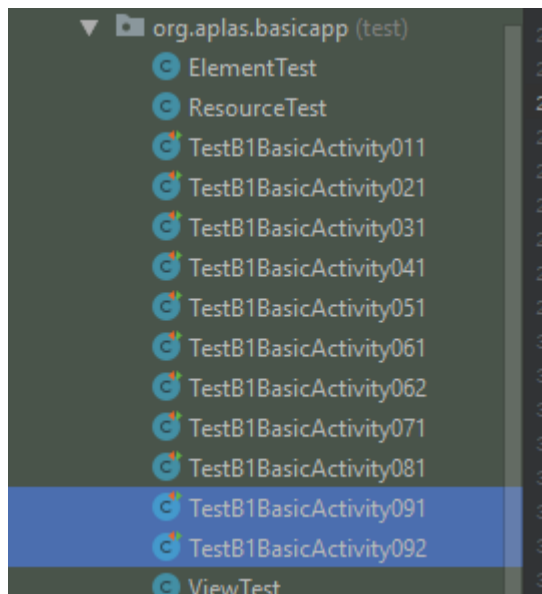 org.aplas.basicapp (test)
ElementTest
ResourceTest
TestB1BasicActivity011
TestB1BasicActivity021
TestB1BasicActivity031
TestB1BasicActivity041
TestB1BasicActivity051
TestB1BasicActivity061
TestB1BasicActivity062
TestB1BasicActivity071
TestB1BasicActivity081
TestB1BasicActivity091
TestB1BasicActivity092
ViewTest